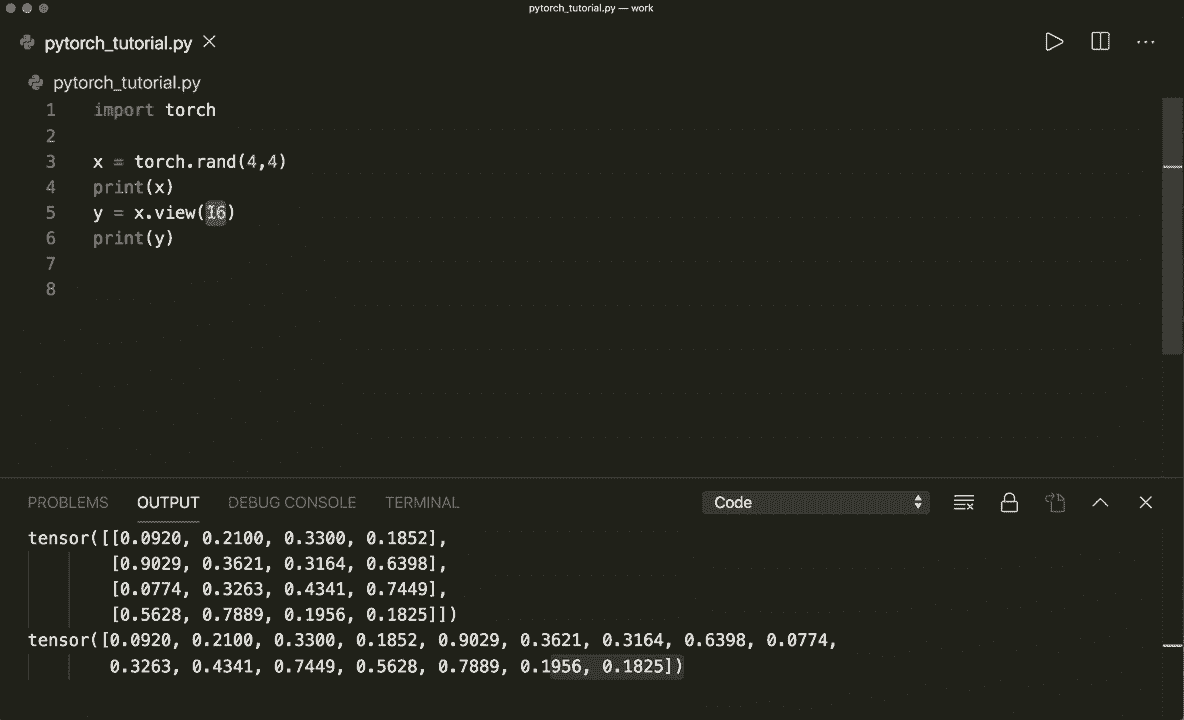 pytorch_tutorial.py — work
pytorch_tutorial.py
pytorch_tutorial.py
1 import torch
2
3 x = torch.rand(4,4)
4 print(x)
5 y = x.view(16)
6 print(y)
7
8
PROBLEMS OUTPUT DEBUG CONSOLE TERMINAL Code
tensor([[0.0920, 0.2100, 0.3300, 0.1852],
[0.9029, 0.3621, 0.3164, 0.6398],
[0.0774, 0.3263, 0.4341, 0.7449],
[0.5628, 0.7889, 0.1956, 0.1825]])
tensor([0.0920, 0.2100, 0.3300, 0.1852, 0.9029, 0.3621, 0.3164, 0.6398, 0.0774,
0.3263, 0.4341, 0.7449, 0.5628, 0.7889, 0.1956, 0.1825])